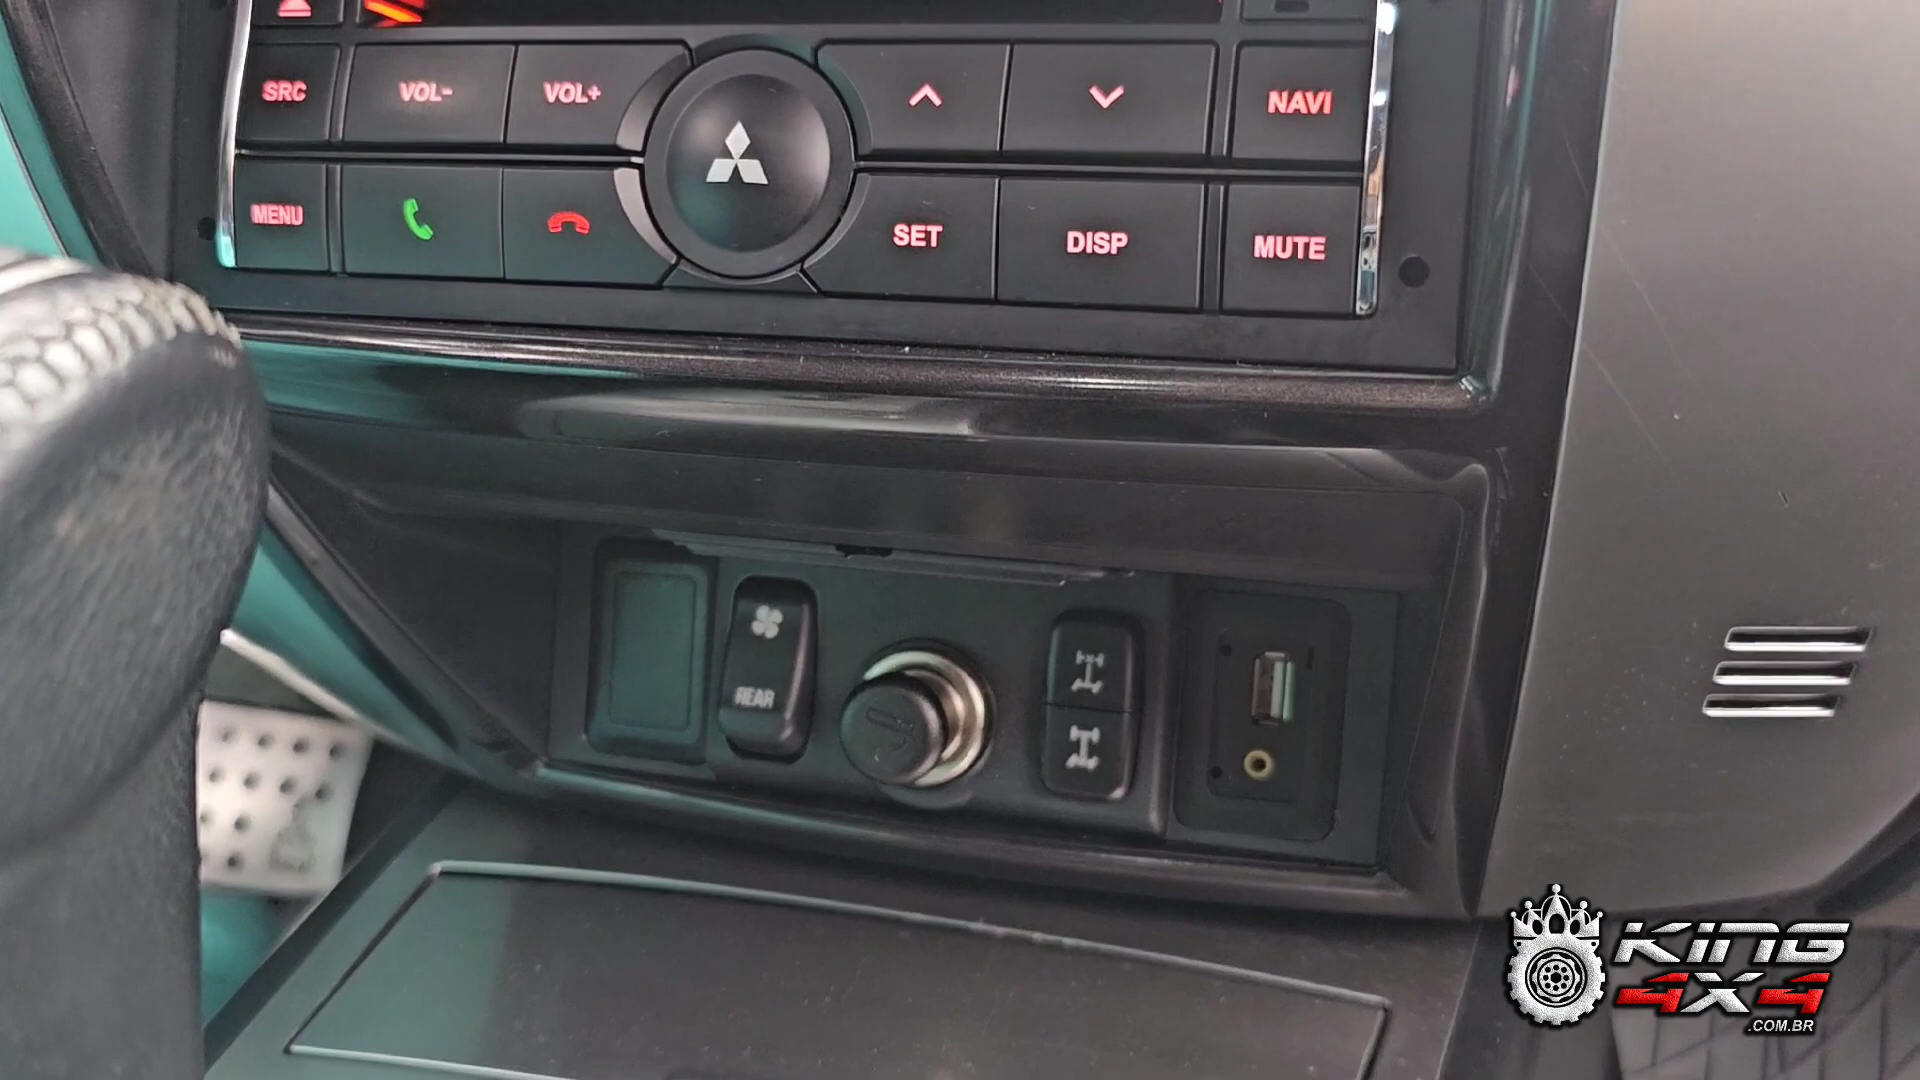 SRC
VOL-
VOL+
NAVI
MENU
SET
DISP
MUTE
REAR
KING
4X4
.COM.BR